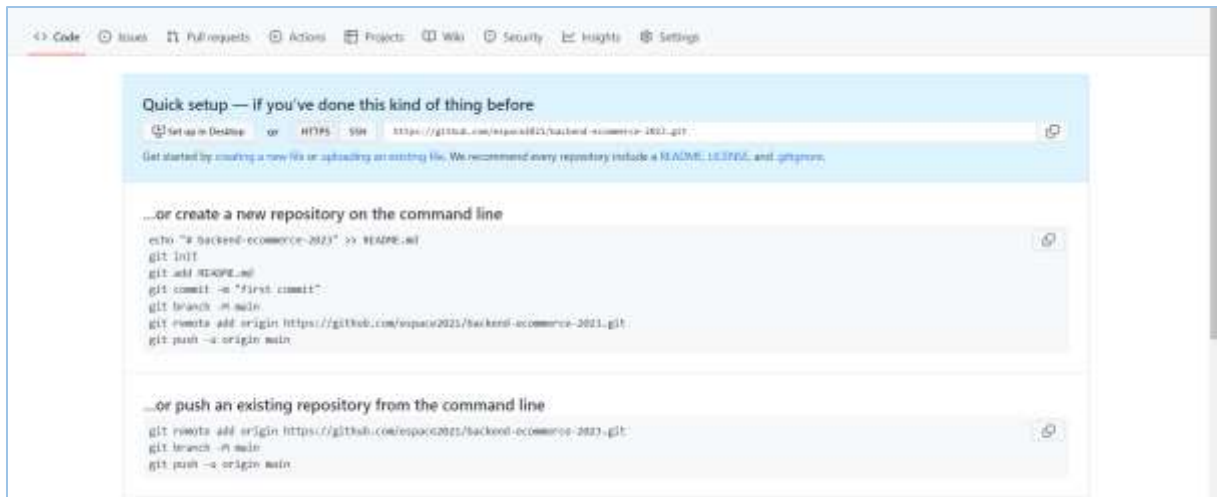 Code Issues Pull requests Actions Projects Wiki Security Insights Settings
Quick setup — if you've done this kind of thing before
Set up in Desktop or HTTPS SSH https://github.com/espace2021/backend-ecommerce-2023.git
Get started by creating a new file or uploading an existing file. We recommend every repository include a README, LICENSE, and .gitignore.
...or create a new repository on the command line
echo "# backend-ecommerce-2023" >> README.md
git init
git add README.md
git commit -m "first commit"
git branch -M main
git remote add origin https://github.com/espace2021/backend-ecommerce-2023.git
git push -u origin main
...or push an existing repository from the command line
git remote add origin https://github.com/espace2021/backend-ecommerce-2023.git
git branch -M main
git push -u origin main